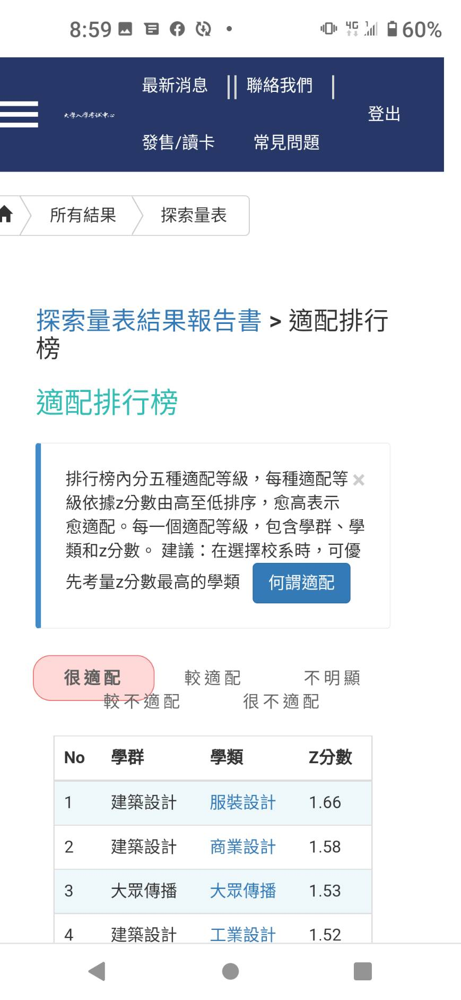 8:59 4G 1 60%
最新消息 聯絡我們
大學入學考試中心 登出
發售/讀卡 常見問題
所有結果 探索量表
探索量表結果報告書 > 適配排行
榜
適配排行榜
排行榜內分五種適配等級，每種適配等 ×
級依據z分數由高至低排序，愈高表示
愈適配。每一個適配等級，包含學群、學
類和z分數。 建議：在選擇校系時，可優
先考量z分數最高的學類 何謂適配
很適配 較適配 不明顯
較不適配 很不適配
No 學群 學類 Z分數
1 建築設計 服裝設計 1.66
2 建築設計 商業設計 1.58
3 大眾傳播 大眾傳播 1.53
4 建築設計 工業設計 1.52